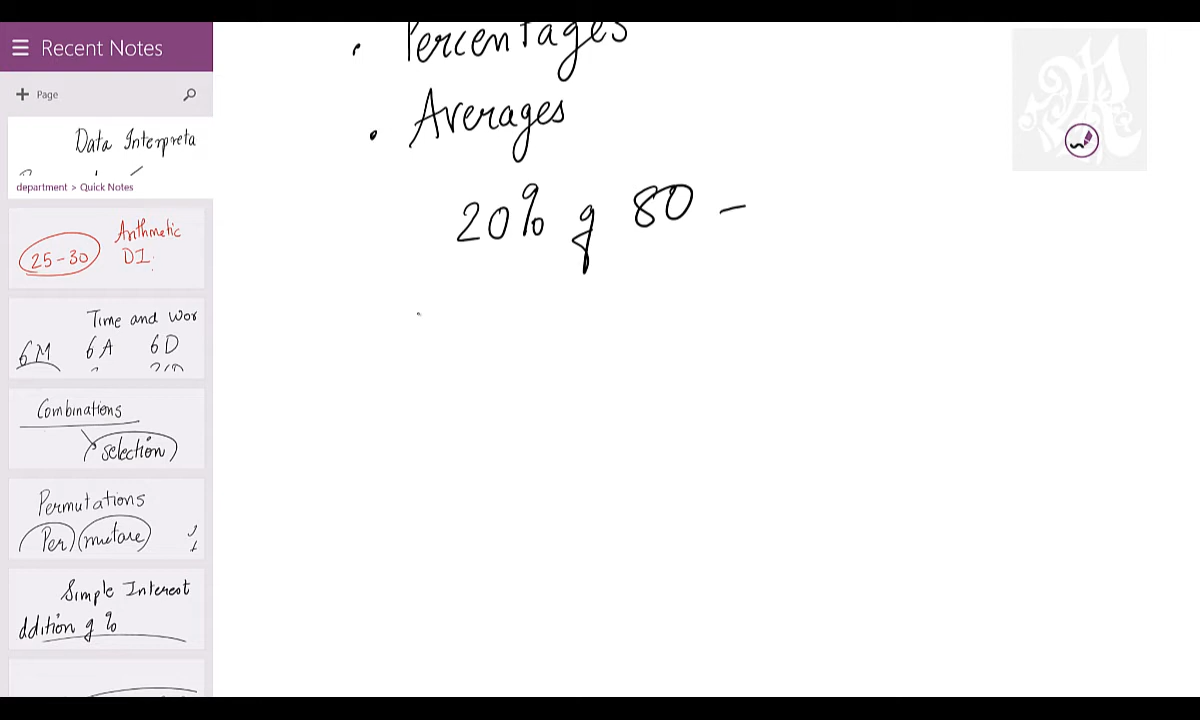 Recent Notes
+ Page
Data Interpreta
department > Quick Notes
25-30 Arithmetic
DI.
Time and Wor
6M 6A 6D
Combinations
selection
Permutations
(Per) (mutare)
Simple Interest
ddition of %
• Percentages
• Averages
20% of 80 –